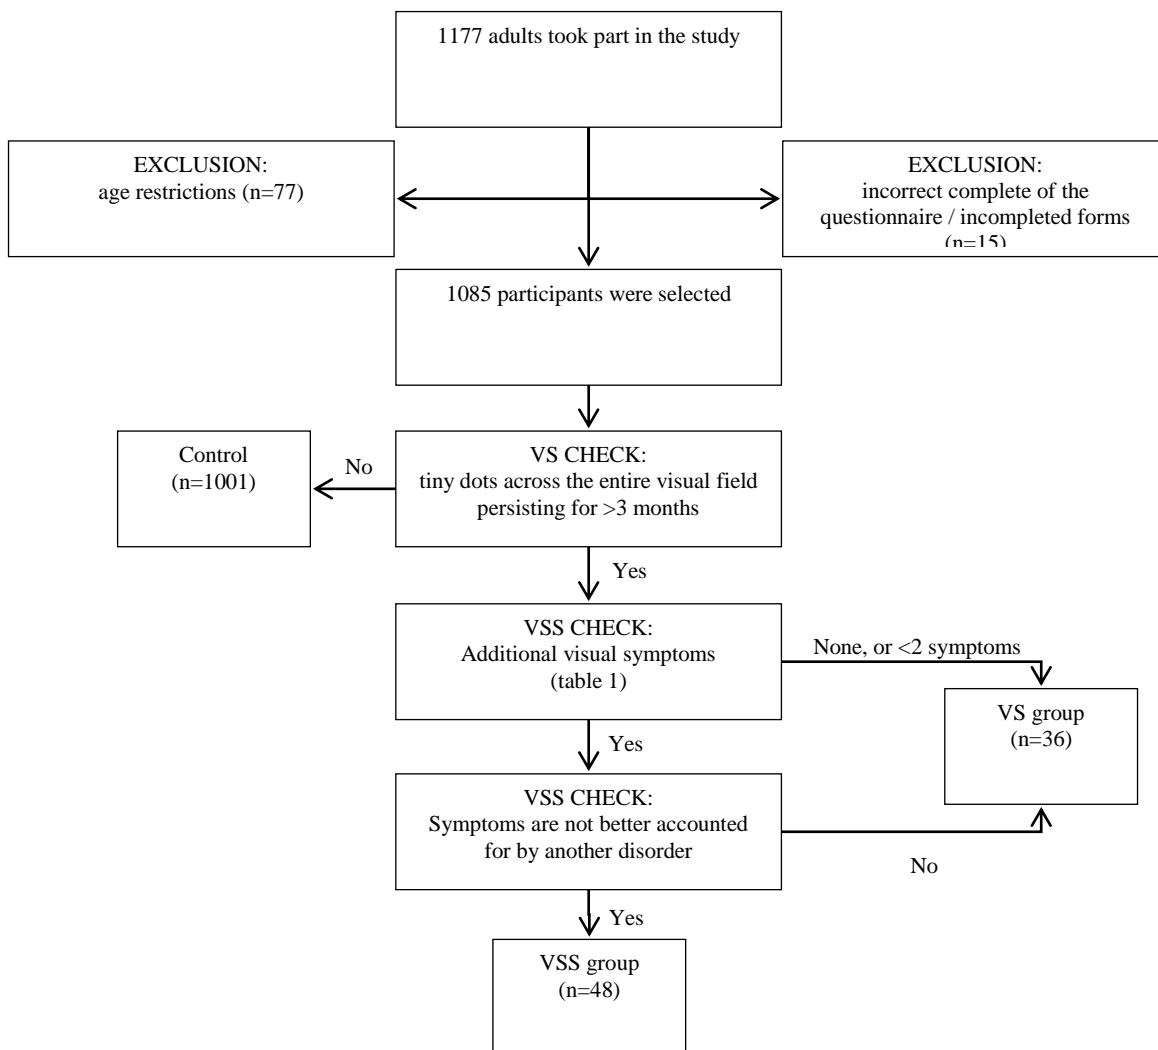 1177 adults took part in the study
EXCLUSION:
age restrictions (n=77)
EXCLUSION:
incorrect complete of the
questionnaire / incompleted forms
(n=15)
1085 participants were selected
Control
(n=1001)
No
VS CHECK:
tiny dots across the entire visual field
persisting for >3 months
Yes
VSS CHECK:
Additional visual symptoms
(table 1)
None, or <2 symptoms
VS group
(n=36)
Yes
VSS CHECK:
Symptoms are not better accounted
for by another disorder
No
Yes
VSS group
(n=48)